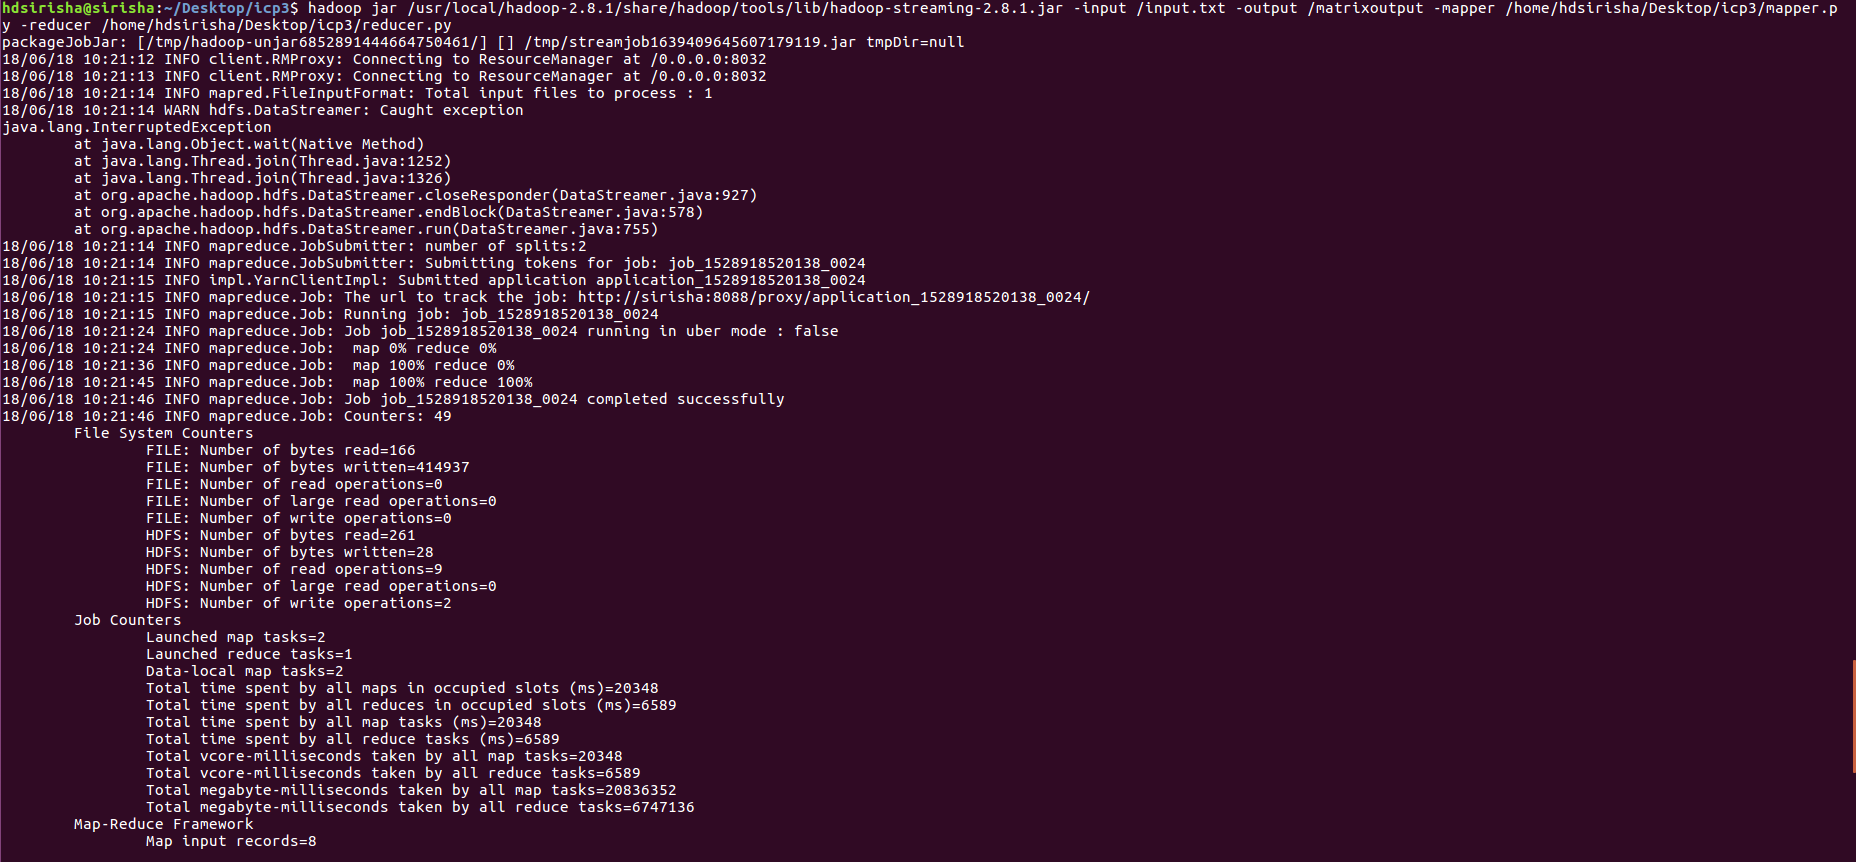 hdsirisha@sirisha:~/Desktop/icp3$ hadoop jar /usr/local/hadoop-2.8.1/share/hadoop/tools/lib/hadoop-streaming-2.8.1.jar -input /input.txt -output /matrixoutput -mapper /home/hdsirisha/Desktop/icp3/mapper.p
y -reducer /home/hdsirisha/Desktop/icp3/reducer.py
packageJobJar: [/tmp/hadoop-unjar6852891444664750461/] [] /tmp/streamjob1639409645607179119.jar tmpDir=null
18/06/18 10:21:12 INFO client.RMProxy: Connecting to ResourceManager at /0.0.0.0:8032
18/06/18 10:21:13 INFO client.RMProxy: Connecting to ResourceManager at /0.0.0.0:8032
18/06/18 10:21:14 INFO mapred.FileInputFormat: Total input files to process : 1
18/06/18 10:21:14 WARN hdfs.DataStreamer: Caught exception
java.lang.InterruptedException
        at java.lang.Object.wait(Native Method)
        at java.lang.Thread.join(Thread.java:1252)
        at java.lang.Thread.join(Thread.java:1326)
        at org.apache.hadoop.hdfs.DataStreamer.closeResponder(DataStreamer.java:927)
        at org.apache.hadoop.hdfs.DataStreamer.endBlock(DataStreamer.java:578)
        at org.apache.hadoop.hdfs.DataStreamer.run(DataStreamer.java:755)
18/06/18 10:21:14 INFO mapreduce.JobSubmitter: number of splits:2
18/06/18 10:21:14 INFO mapreduce.JobSubmitter: Submitting tokens for job: job_1528918520138_0024
18/06/18 10:21:15 INFO impl.YarnClientImpl: Submitted application application_1528918520138_0024
18/06/18 10:21:15 INFO mapreduce.Job: The url to track the job: http://sirisha:8088/proxy/application_1528918520138_0024/
18/06/18 10:21:15 INFO mapreduce.Job: Running job: job_1528918520138_0024
18/06/18 10:21:24 INFO mapreduce.Job: Job job_1528918520138_0024 running in uber mode : false
18/06/18 10:21:24 INFO mapreduce.Job:  map 0% reduce 0%
18/06/18 10:21:36 INFO mapreduce.Job:  map 100% reduce 0%
18/06/18 10:21:45 INFO mapreduce.Job:  map 100% reduce 100%
18/06/18 10:21:46 INFO mapreduce.Job: Job job_1528918520138_0024 completed successfully
18/06/18 10:21:46 INFO mapreduce.Job: Counters: 49
        File System Counters
                FILE: Number of bytes read=166
                FILE: Number of bytes written=414937
                FILE: Number of read operations=0
                FILE: Number of large read operations=0
                FILE: Number of write operations=0
                HDFS: Number of bytes read=261
                HDFS: Number of bytes written=28
                HDFS: Number of read operations=9
                HDFS: Number of large read operations=0
                HDFS: Number of write operations=2
        Job Counters
                Launched map tasks=2
                Launched reduce tasks=1
                Data-local map tasks=2
                Total time spent by all maps in occupied slots (ms)=20348
                Total time spent by all reduces in occupied slots (ms)=6589
                Total time spent by all map tasks (ms)=20348
                Total time spent by all reduce tasks (ms)=6589
                Total vcore-milliseconds taken by all map tasks=20348
                Total vcore-milliseconds taken by all reduce tasks=6589
                Total megabyte-milliseconds taken by all map tasks=20836352
                Total megabyte-milliseconds taken by all reduce tasks=6747136
        Map-Reduce Framework
                Map input records=8